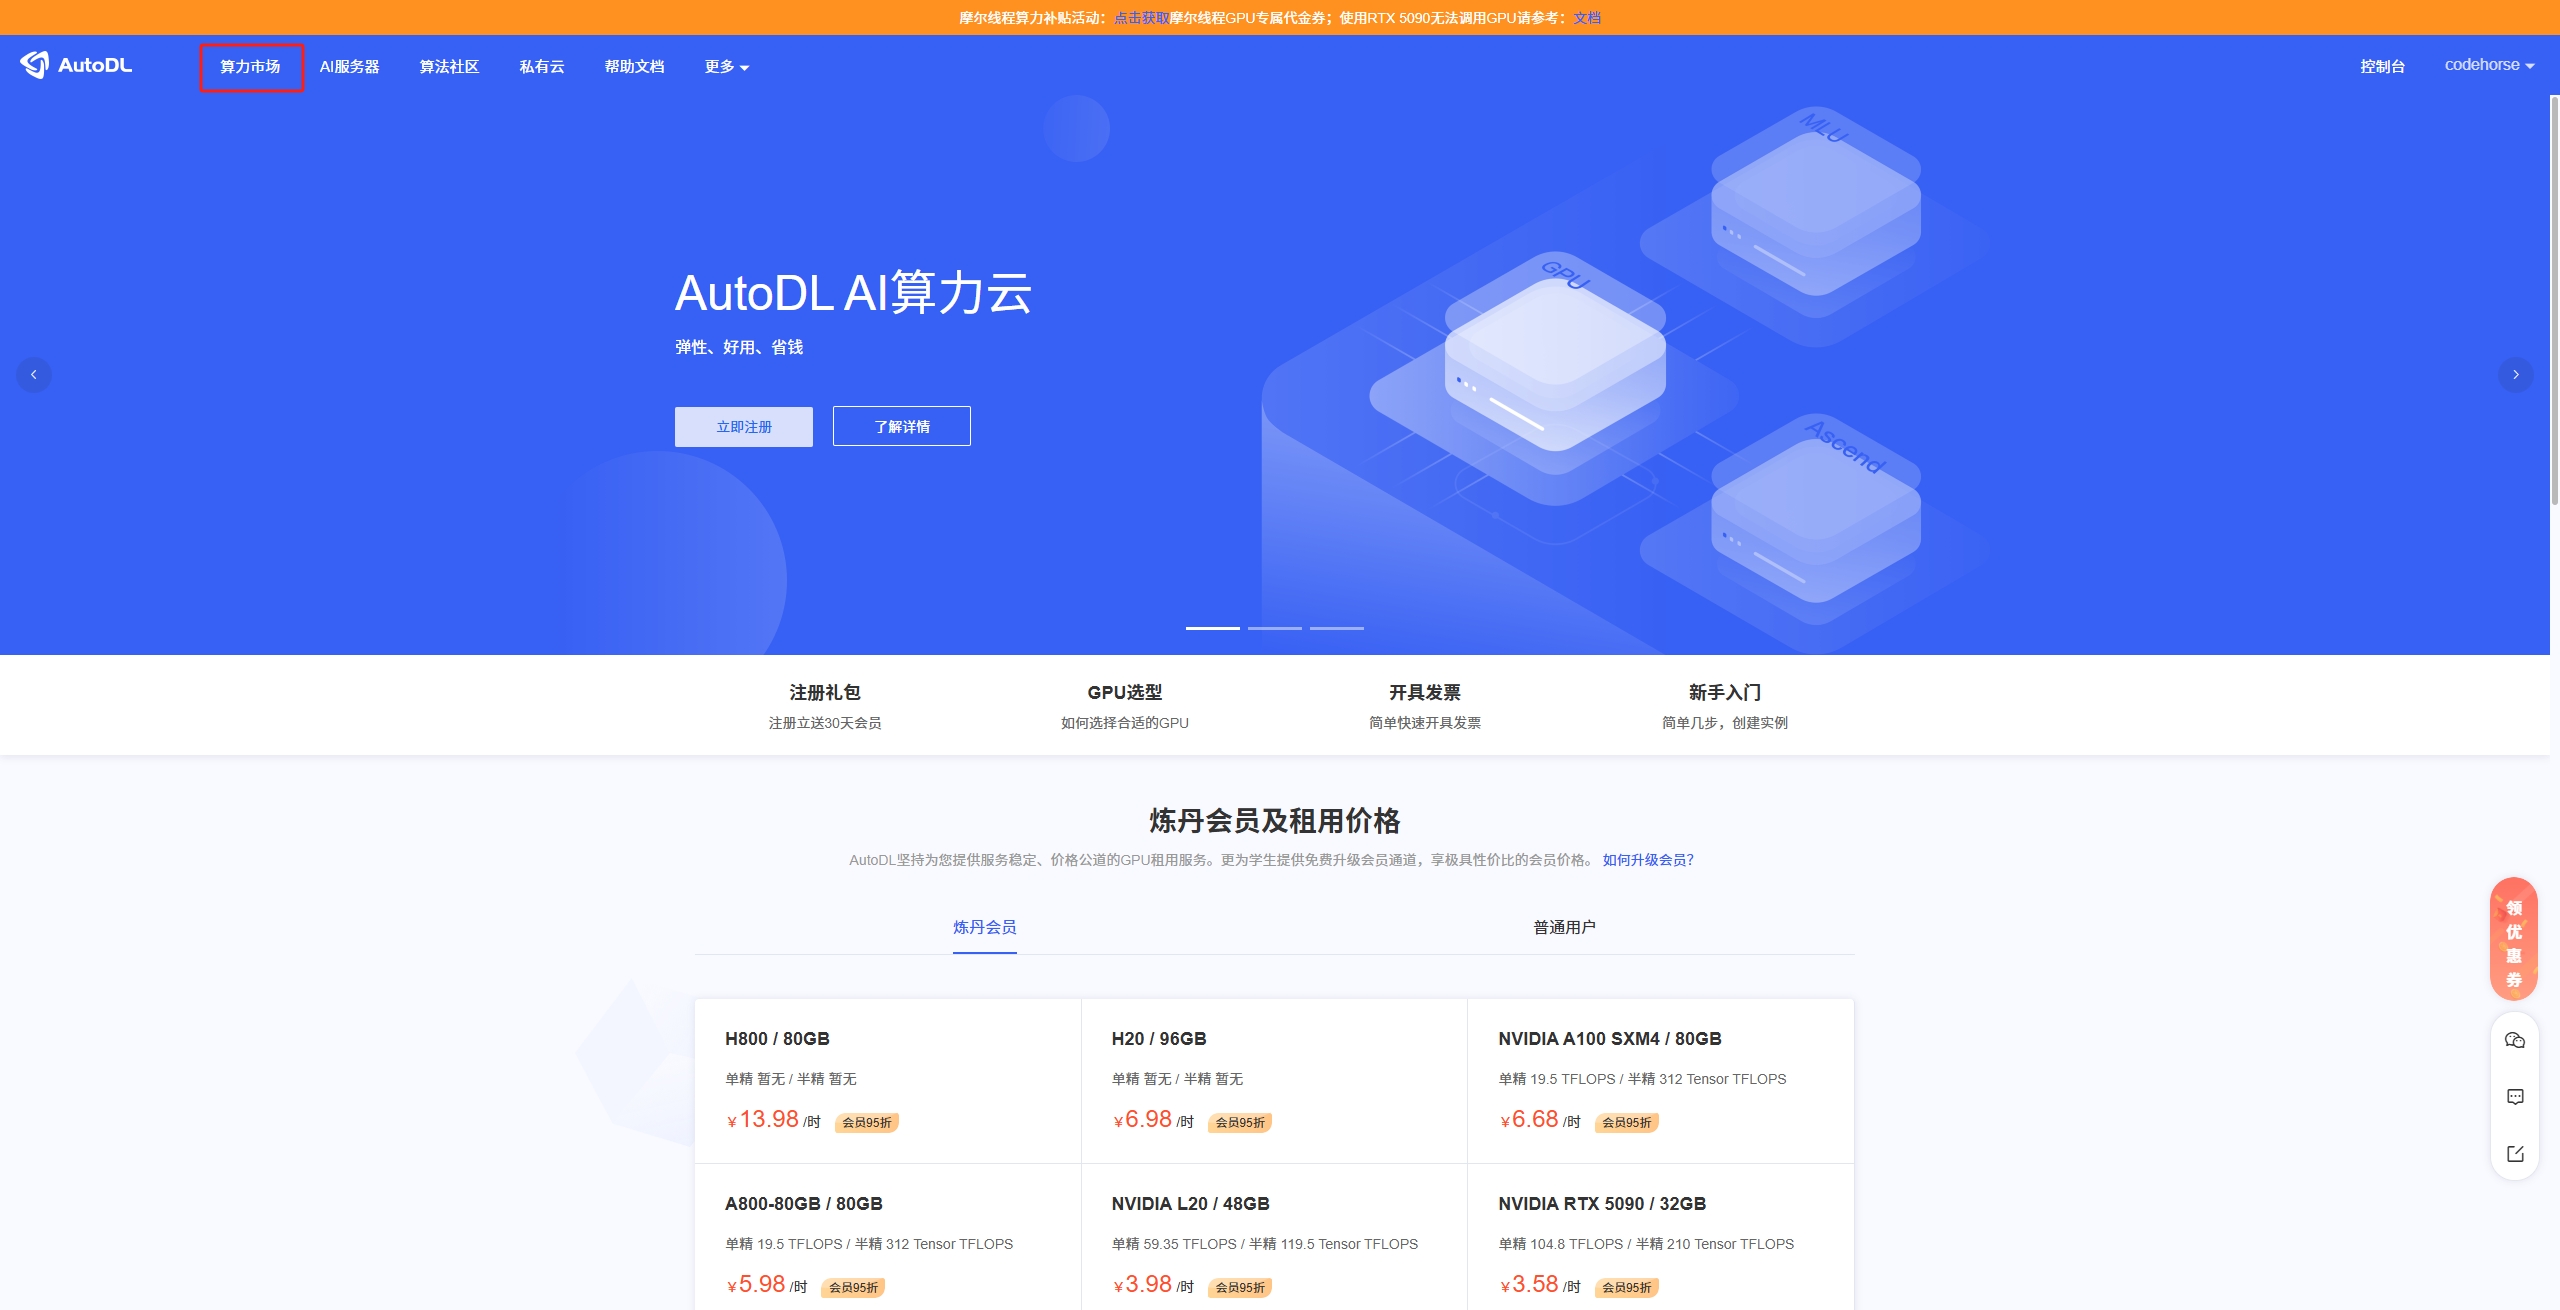 摩尔线程算力补贴活动：点击获取摩尔线程GPU专属代金券；使用RTX 5090无法调用GPU请参考：文档
AutoDL 算力市场 AI服务器 算法社区 私有云 帮助文档 更多 控制台 codehorse
MLU
GPU
AutoDL AI算力云
弹性、好用、省钱
立即注册 了解详情
Ascend
注册礼包 GPU选型 开具发票 新手入门
注册立送30天会员 如何选择合适的GPU 简单快速开具发票 简单几步，创建实例
炼丹会员及租用价格
AutoDL坚持为您提供服务稳定、价格公道的GPU租用服务。更为学生提供免费升级会员通道，享极具性价比的会员价格。 如何升级会员?
炼丹会员 普通用户
领
优
惠
券
H800 / 80GB H20 / 96GB NVIDIA A100 SXM4 / 80GB
单精 暂无 / 半精 暂无 单精 暂无 / 半精 暂无 单精 19.5 TFLOPS / 半精 312 Tensor TFLOPS
￥13.98 /时 会员95折 ￥6.98 /时 会员95折 ￥6.68 /时 会员95折
A800-80GB / 80GB NVIDIA L20 / 48GB NVIDIA RTX 5090 / 32GB
单精 19.5 TFLOPS / 半精 312 Tensor TFLOPS 单精 59.35 TFLOPS / 半精 119.5 Tensor TFLOPS 单精 104.8 TFLOPS / 半精 210 Tensor TFLOPS
￥5.98 /时 会员95折 ￥3.98 /时 会员95折 ￥3.58 /时 会员95折